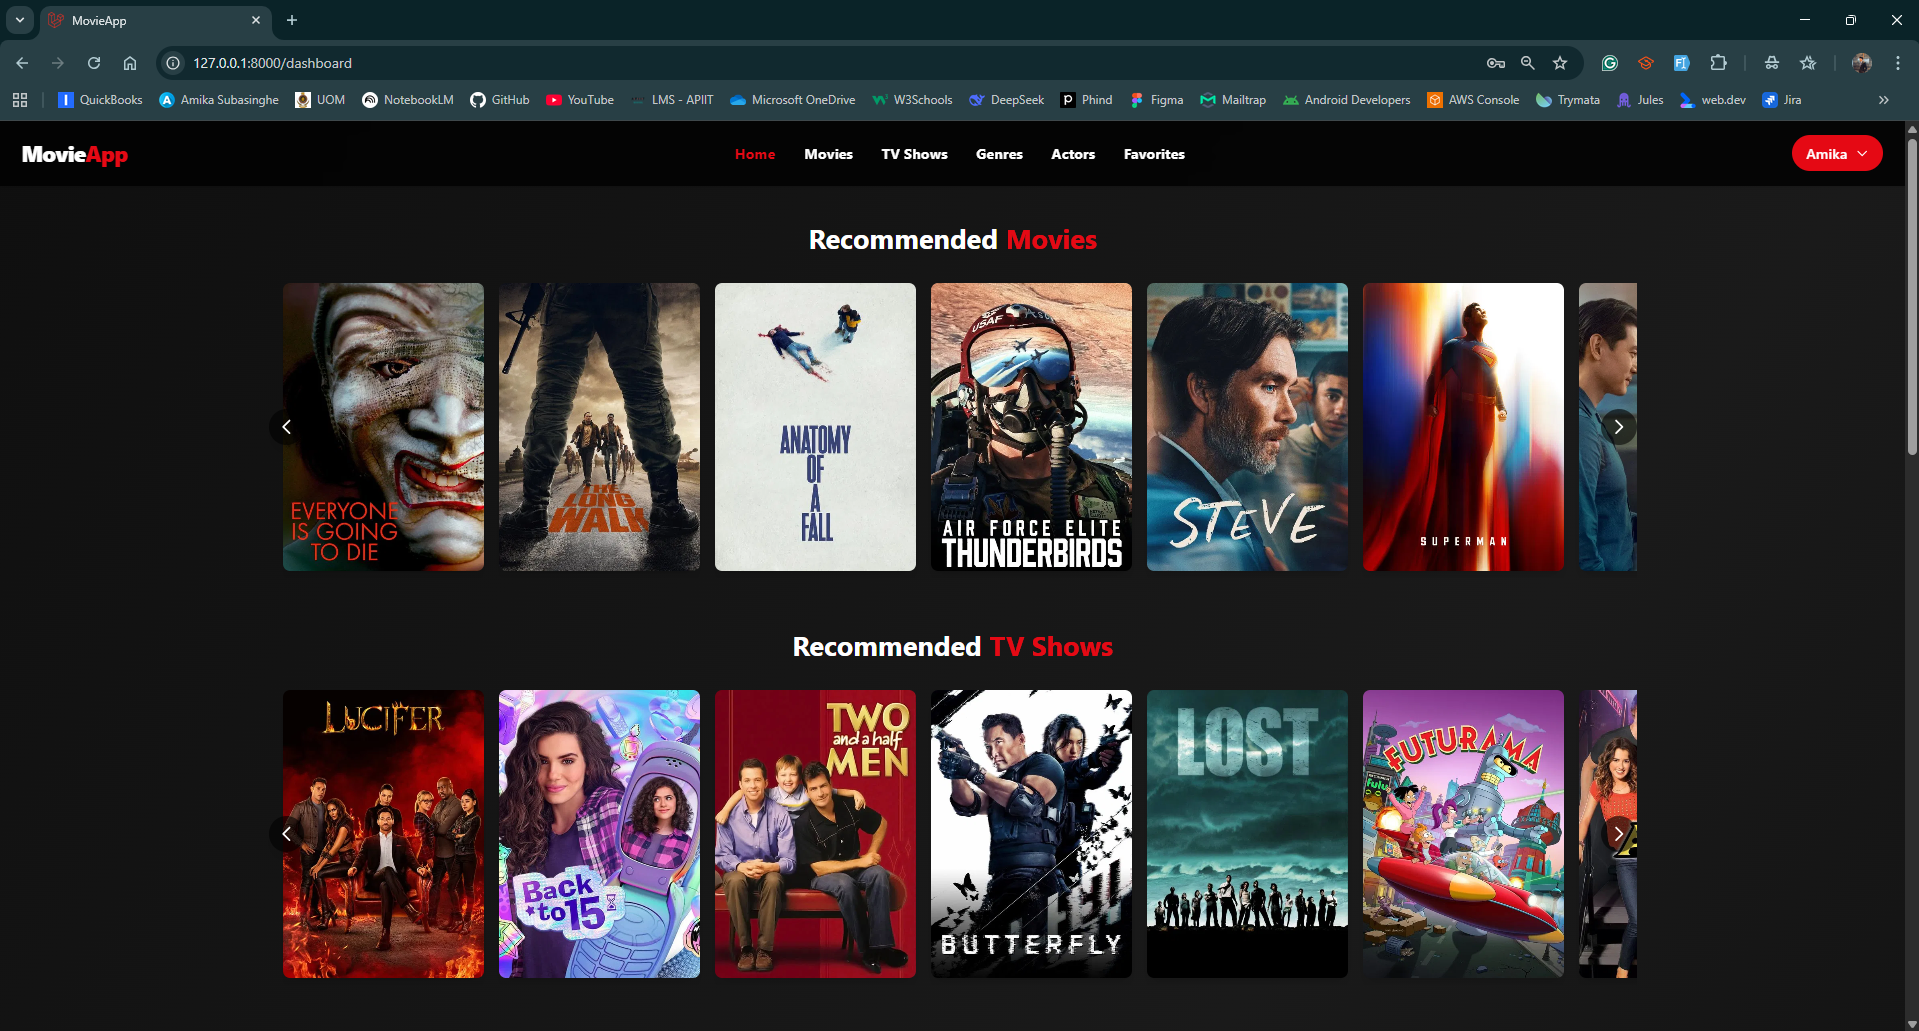 MovieApp
127.0.0.1:8000/dashboard
QuickBooks Amika Subasinghe UOM NotebookLM GitHub YouTube LMS - APIIT Microsoft OneDrive W3Schools DeepSeek Phind Figma Mailtrap Android Developers AWS Console Trymata Jules web.dev Jira
MovieApp Home Movies TV Shows Genres Actors Favorites Amika
Recommended Movies
EVERYONE
IS GOING
TO DIE
THE
LONG
WALK
ANATOMY
OF
A
FALL
USAF
AIR FORCE ELITE
THUNDERBIRDS
STEVE
SUPERMAN
Recommended TV Shows
LUCIFER
Back
to 15
TWO
and a half
MEN
BUTTERFLY
LOST
FUTURAMA